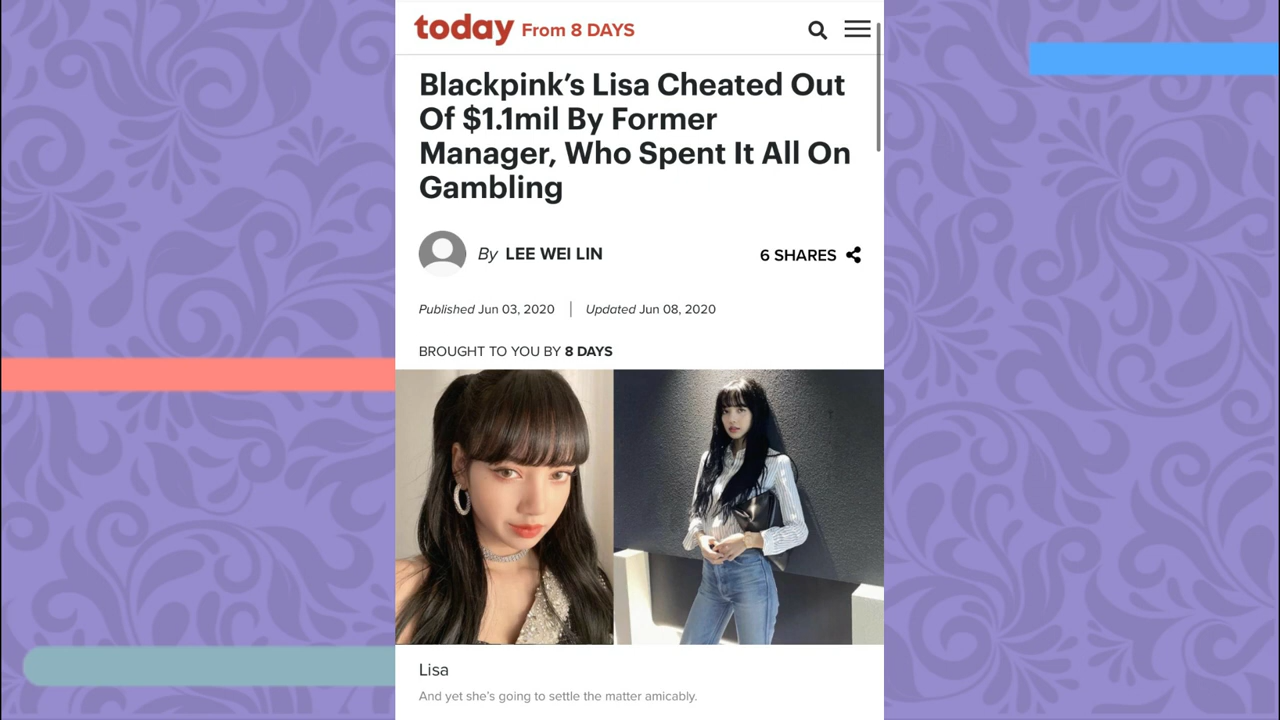 today From 8 DAYS
Blackpink’s Lisa Cheated Out
Of $1.1mil By Former
Manager, Who Spent It All On
Gambling
By LEE WEI LIN
6 SHARES
Published Jun 03, 2020 | Updated Jun 08, 2020
BROUGHT TO YOU BY 8 DAYS
Lisa
And yet she’s going to settle the matter amicably.